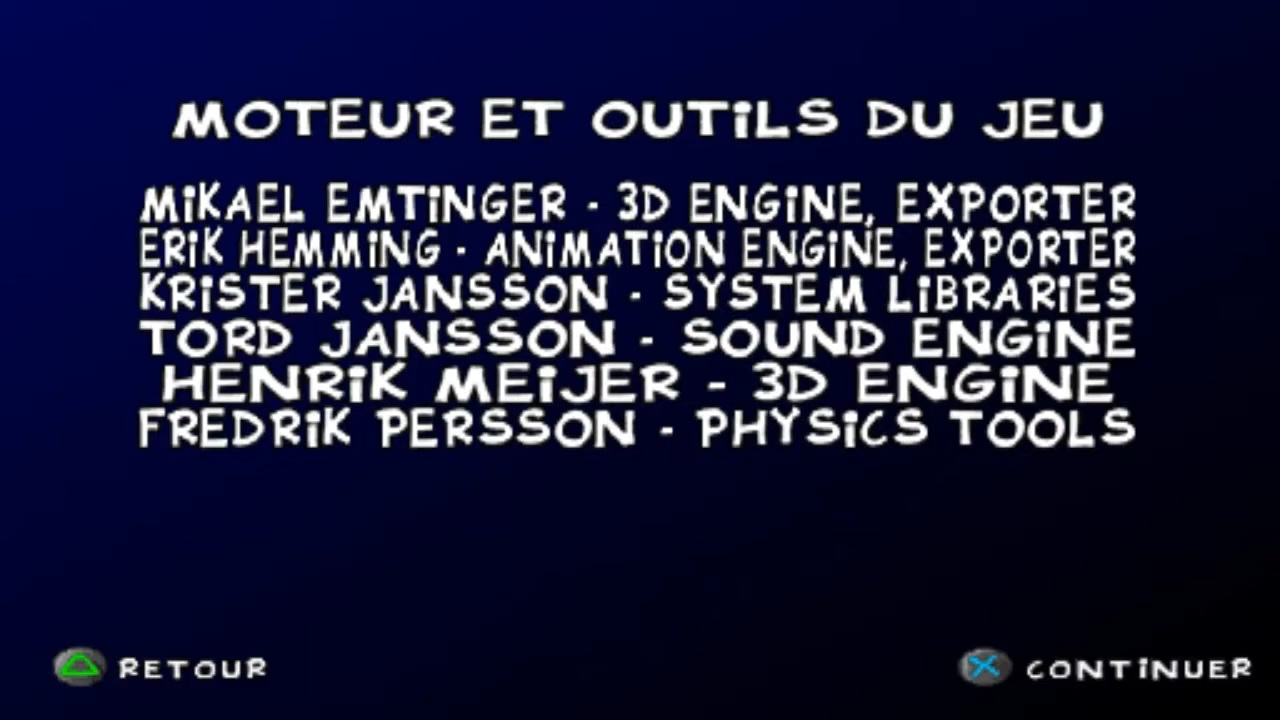 MOTEUR ET OUTiLS DU JEU
MiKAEL EMTiNGER - 3D ENGiNE, EXPORTER
ERiK HEMMiNG - ANiMATiON ENGiNE, EXPORTER
KRiSTER JANSSON - SYSTEM LiBRARiES
TORD JANSSON - SOUND ENGiNE
HENRiK MEiJER - 3D ENGiNE
FREDRiK PERSSON - PHYSiCS TOOLS
RETOUR
CONTiNUER